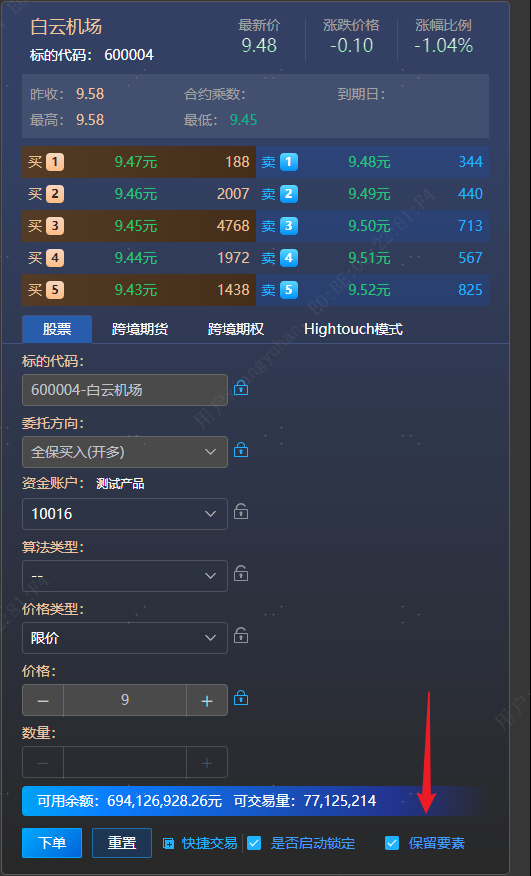 白云机场
标的代码： 600004
最新价 涨跌价格 涨幅比例
9.48 -0.10 -1.04%
昨收： 9.58 合约乘数： 到期日：
最高： 9.58 最低： 9.45
买 1 9.47元 188 卖 1 9.48元 344
买 2 9.46元 2007 卖 2 9.49元 440
买 3 9.45元 4768 卖 3 9.50元 713
买 4 9.44元 1972 卖 4 9.51元 567
买 5 9.43元 1438 卖 5 9.52元 825
股票 跨境期货 跨境期权 Hightouch模式
标的代码：
600004-白云机场
委托方向：
全保买入(开多)
资金账户： 测试产品
10016
算法类型：
--
价格类型：
限价
价格：
− 9 +
数量：
− +
可用余额：694,126,928.26元 可交易量：77,125,214
下单 重置 快捷交易 是否启动锁定 保留要素